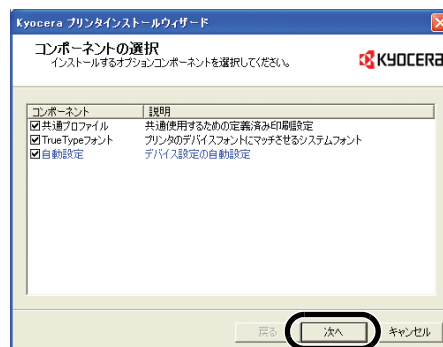 Kyocera プリンタインストールウィザード
コンポーネントの選択
インストールするオプションコンポーネントを選択してください。
KYOCERA
コンポーネント 説明
共通プロファイル 共通使用するための定義済み印刷設定
TrueTypeフォント プリンタのデバイスフォントにマッチさせるシステムフォント
自動設定 デバイス設定の自動設定
戻る 次へ キャンセル